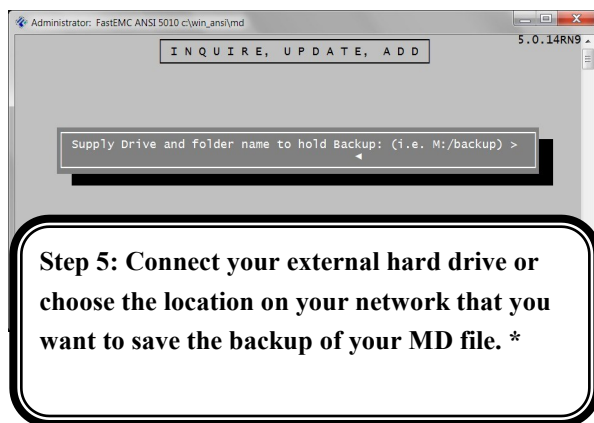 Administrator: FastEMC ANSI 5010 c:\win_ansi\md
5.0.14RN9
INQUIRE, UPDATE, ADD
Supply Drive and folder name to hold Backup: (i.e. M:/backup) >
Step 5: Connect your external hard drive or
choose the location on your network that you
want to save the backup of your MD file. *